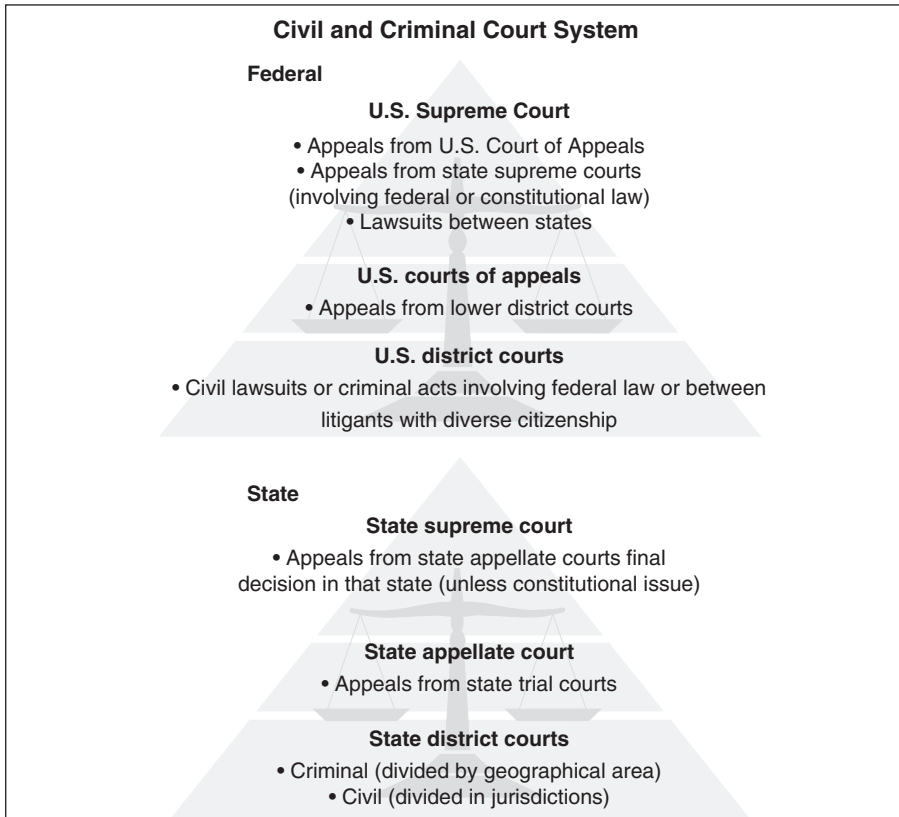 Civil and Criminal Court System
Federal
U.S. Supreme Court
• Appeals from U.S. Court of Appeals
• Appeals from state supreme courts
(involving federal or constitutional law)
• Lawsuits between states
U.S. courts of appeals
• Appeals from lower district courts
U.S. district courts
• Civil lawsuits or criminal acts involving federal law or between
litigants with diverse citizenship
State
State supreme court
• Appeals from state appellate courts final
decision in that state (unless constitutional issue)
State appellate court
• Appeals from state trial courts
State district courts
• Criminal (divided by geographical area)
• Civil (divided in jurisdictions)